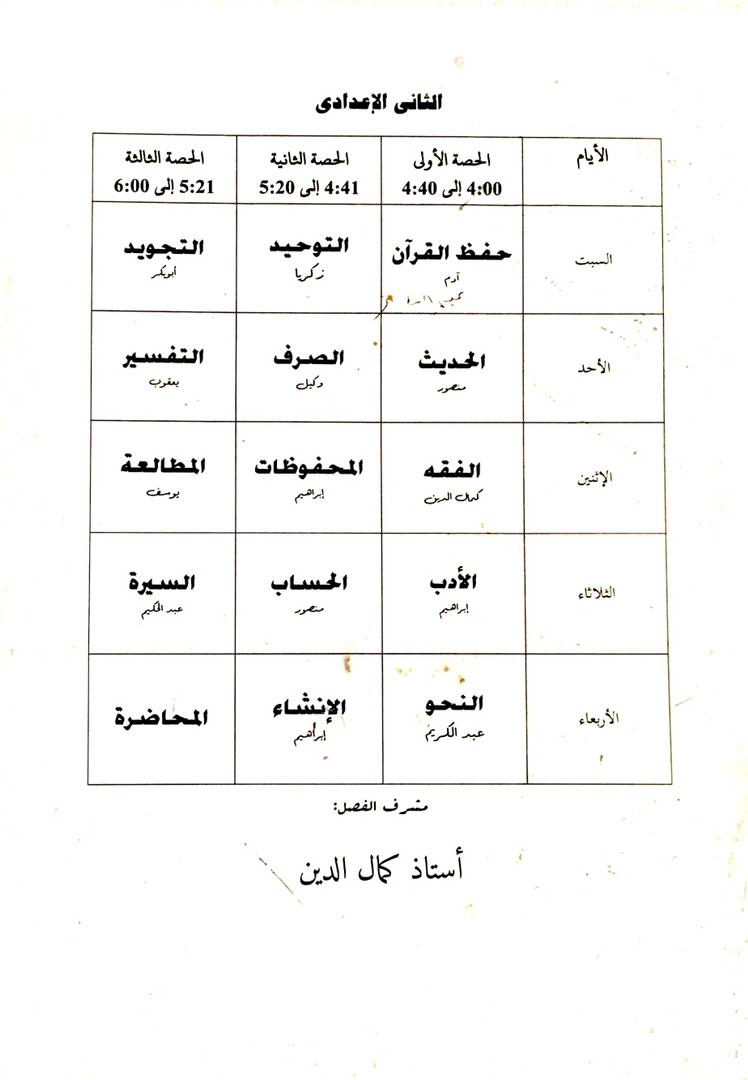 الثانى الإعدادى
الأيام
الحصة الأولى
4:00 إلى 4:40
الحصة الثانية
4:41 إلى 5:20
الحصة الثالثة
5:21 إلى 6:00
السبت
حفظ القرآن
آدم
التوحيد
زكريا
التجويد
أبوبكر
الأحد
الحديث
منصور
الصرف
وكيل
التفسير
يعقوب
الإثنين
الفقه
كمال الدين
المحفوظات
إبراهيم
المطالعة
يوسف
الثلاثاء
الأدب
إبراهيم
الحساب
منصور
السيرة
عبد الحكيم
الأربعاء
النحو
عبد الكريم
الإنشاء
إبراهيم
المحاضرة
مشرف الفصل:
أستاذ كمال الدين